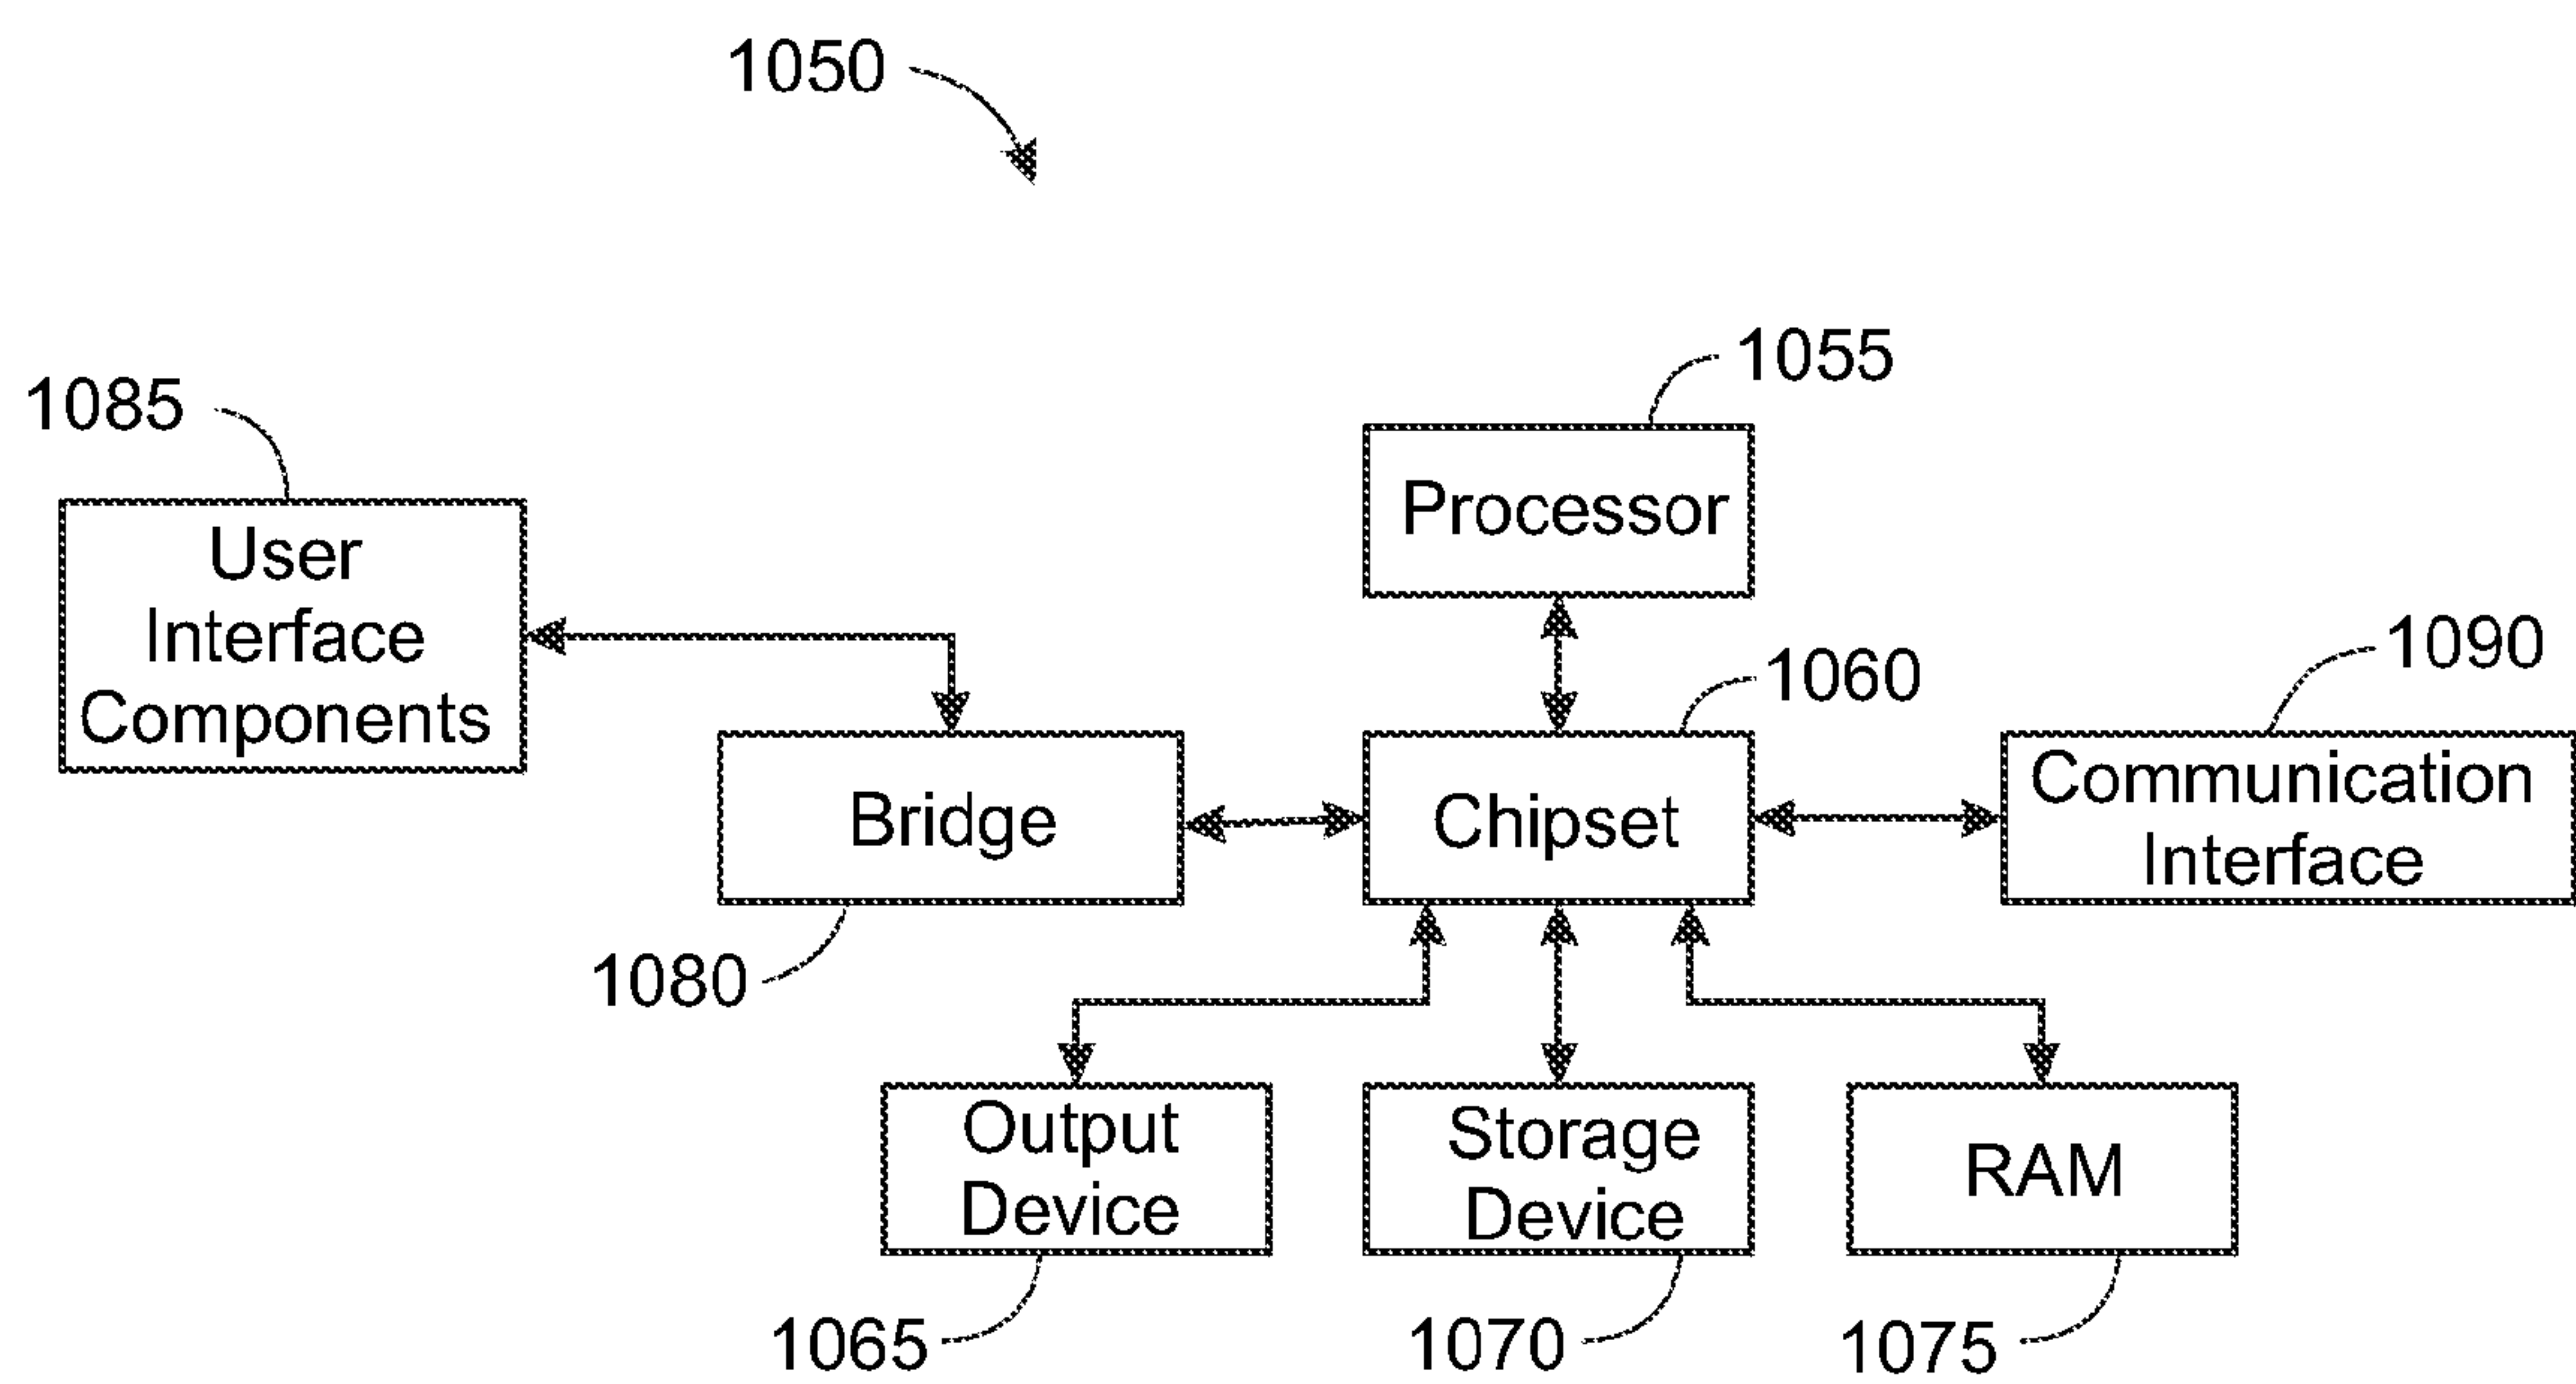 1050
1055
1085
Processor
User
Interface
Components
1060
1090
Bridge
Chipset
Communication
Interface
1080
Output
Device
Storage
Device
RAM
1065
1070
1075